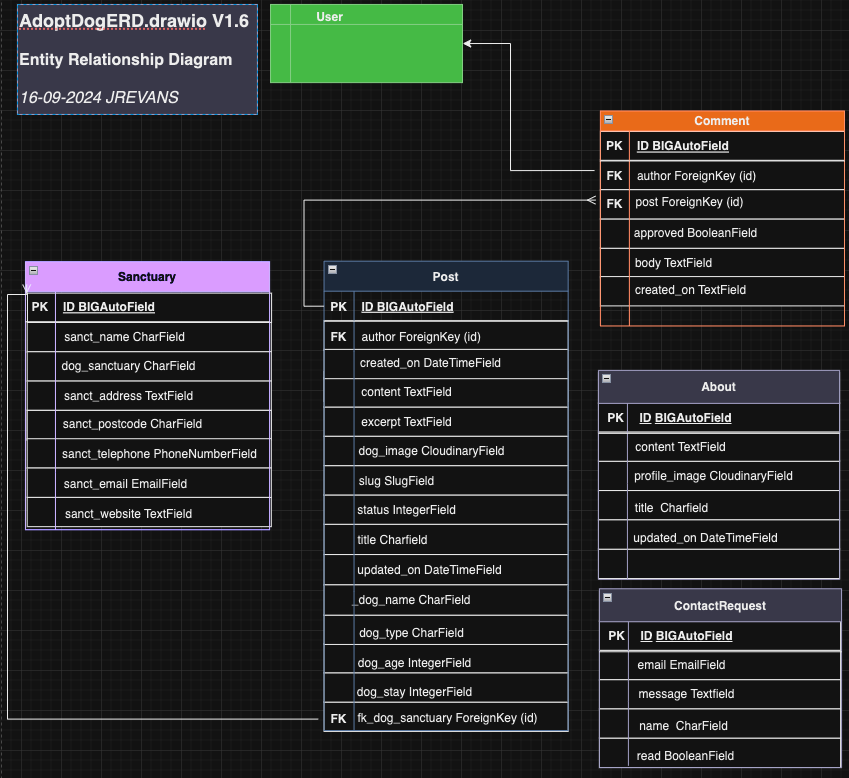 AdoptDogERD.drawio V1.6
Entity Relationship Diagram
16-09-2024 JREVANS
User
Comment
PK ID BIGAutoField
FK author ForeignKey (id)
FK post ForeignKey (id)
approved BooleanField
body TextField
created_on TextField
Sanctuary
PK ID BIGAutoField
sanct_name CharField
dog_sanctuary CharField
sanct_address TextField
sanct_postcode CharField
sanct_telephone PhoneNumberField
sanct_email EmailField
sanct_website TextField
Post
PK ID BIGAutoField
FK author ForeignKey (id)
created_on DateTimeField
content TextField
excerpt TextField
dog_image CloudinaryField
slug SlugField
status IntegerField
title Charfield
updated_on DateTimeField
_dog_name CharField
dog_type CharField
dog_age IntegerField
dog_stay IntegerField
FK fk_dog_sanctuary ForeignKey (id)
About
PK ID BIGAutoField
content TextField
profile_image CloudinaryField
title Charfield
updated_on DateTimeField
ContactRequest
PK ID BIGAutoField
email EmailField
message Textfield
name CharField
read BooleanField